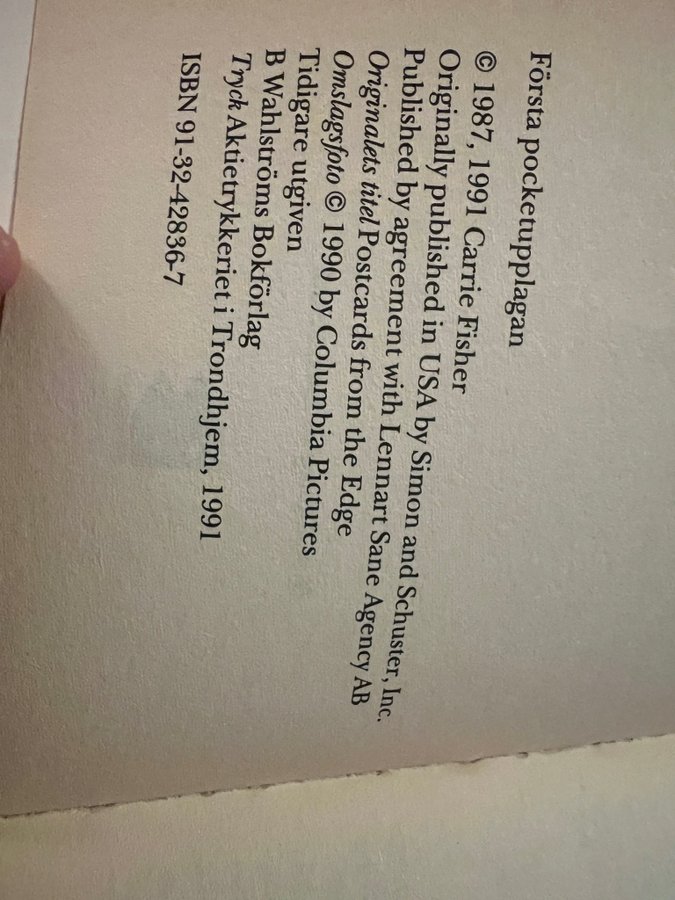 Första pocketupplagan
© 1987, 1991 Carrie Fisher
Originally published in USA by Simon and Schuster, Inc.
Published by agreement with Lennart Sane Agency AB
Originalets titel Postcards from the Edge
Omslagsfoto © 1990 by Columbia Pictures
Tidigare utgiven
B Wahlströms Bokförlag
Tryck Aktietrykkeriet i Trondhjem, 1991
ISBN 91-32-42836-7